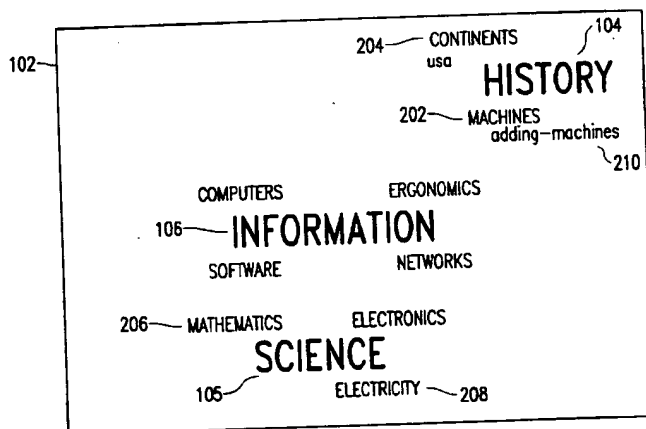 204 CONTINENTS 104
102 usa
HISTORY
202 MACHINES
adding-machines
210
COMPUTERS ERGONOMICS
106 INFORMATION
SOFTWARE NETWORKS
206 MATHEMATICS ELECTRONICS
SCIENCE
105 ELECTRICITY 208